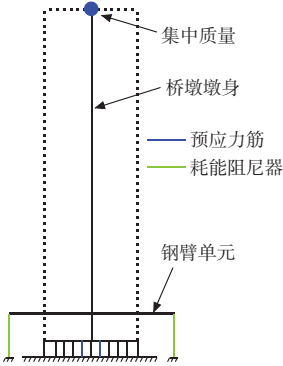 集中质量
桥墩墩身
预应力筋
耗能阻尼器
钢臂单元